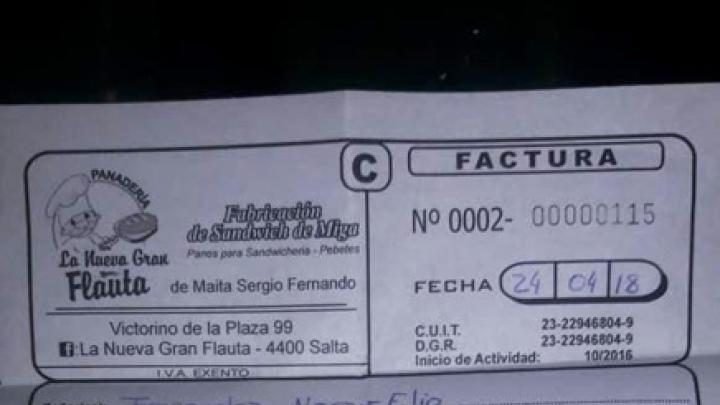 PANADERÍA
La Nueva Gran
Flauta
Fabricación
de Sandwich de Miga
Panes para Sandwicheria - Pebetes
de Maita Sergio Fernando
Victorino de la Plaza 99
f:La Nueva Gran Flauta - 4400 Salta
I.V.A. EXENTO
C
FACTURA
Nº 0002- 00000115
FECHA 24 04 18
C.U.I.T. 23-22946804-9
D.G.R. 23-22946804-9
Inicio de Actividad: 10/2016